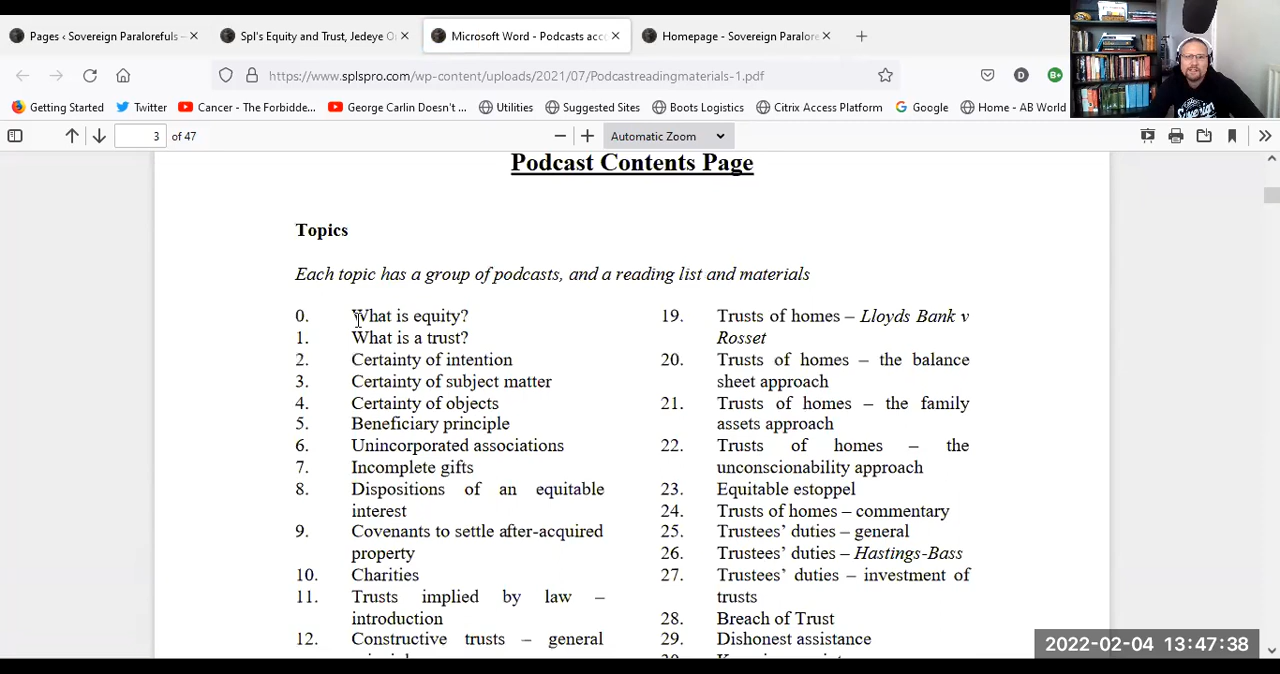 Pages ‹ Sovereign Paralorefuls –
Spl's Equity and Trust, Jedeo
Microsoft Word - Podcasts acc
Homepage - Sovereign Paralore
https://www.splspro.com/wp-content/uploads/2021/07/Podcastreadingmaterials-1.pdf
D
B+
Getting Started
Twitter
Cancer - The Forbidde...
George Carlin Doesn't ...
Utilities
Suggested Sites
Boots Logistics
Citrix Access Platform
Google
Home - AB World
3 of 47
Automatic Zoom
Podcast Contents Page
Topics
Each topic has a group of podcasts, and a reading list and materials
0. What is equity?
1. What is a trust?
2. Certainty of intention
3. Certainty of subject matter
4. Certainty of objects
5. Beneficiary principle
6. Unincorporated associations
7. Incomplete gifts
8. Dispositions of an equitable
interest
9. Covenants to settle after-acquired
property
10. Charities
11. Trusts implied by law –
introduction
12. Constructive trusts – general
19. Trusts of homes – Lloyds Bank v
Rosset
20. Trusts of homes – the balance
sheet approach
21. Trusts of homes – the family
assets approach
22. Trusts of homes – the
unconscionability approach
23. Equitable estoppel
24. Trusts of homes – commentary
25. Trustees' duties – general
26. Trustees' duties – Hastings-Bass
27. Trustees' duties – investment of
trusts
28. Breach of Trust
29. Dishonest assistance
2022-02-04 13:47:38